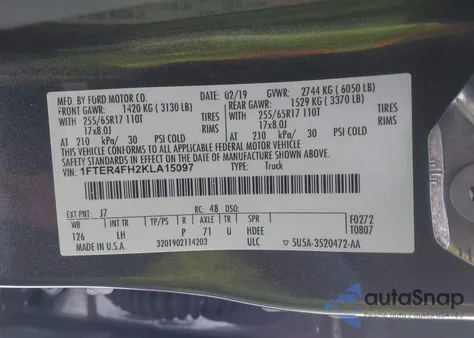 MFD. BY FORD MOTOR CO.
02/19 GVWR: 2744 KG ( 6050 LB)
FRONT GAWR: 1420 KG ( 3130 LB)
WITH 255/65R17 110T TIRES
17x8.0J RIMS
AT 210 kPa/ 30 PSI COLD
REAR GAWR: 1529 KG ( 3370 LB)
WITH 255/65R17 110T TIRES
17x8.0J RIMS
AT 210 kPa/ 30 PSI COLD
THIS VEHICLE CONFORMS TO ALL APPLICABLE FEDERAL MOTOR VEHICLE
SAFETY STANDARDS IN EFFECT ON THE DATE OF MANUFACTURE SHOWN ABOVE.
VIN: 1FTER4FH2KLA15097 TYPE: Truck
EXT PNT: J7 RC: 48 DSO: F0272
WB INT TR TP/PS R AXLE TR SPR T0807
126 LH P 71 U HDEE
MADE IN U.S.A. 3201902114203 ULC 5U5A-3520472-AA
autoSnap